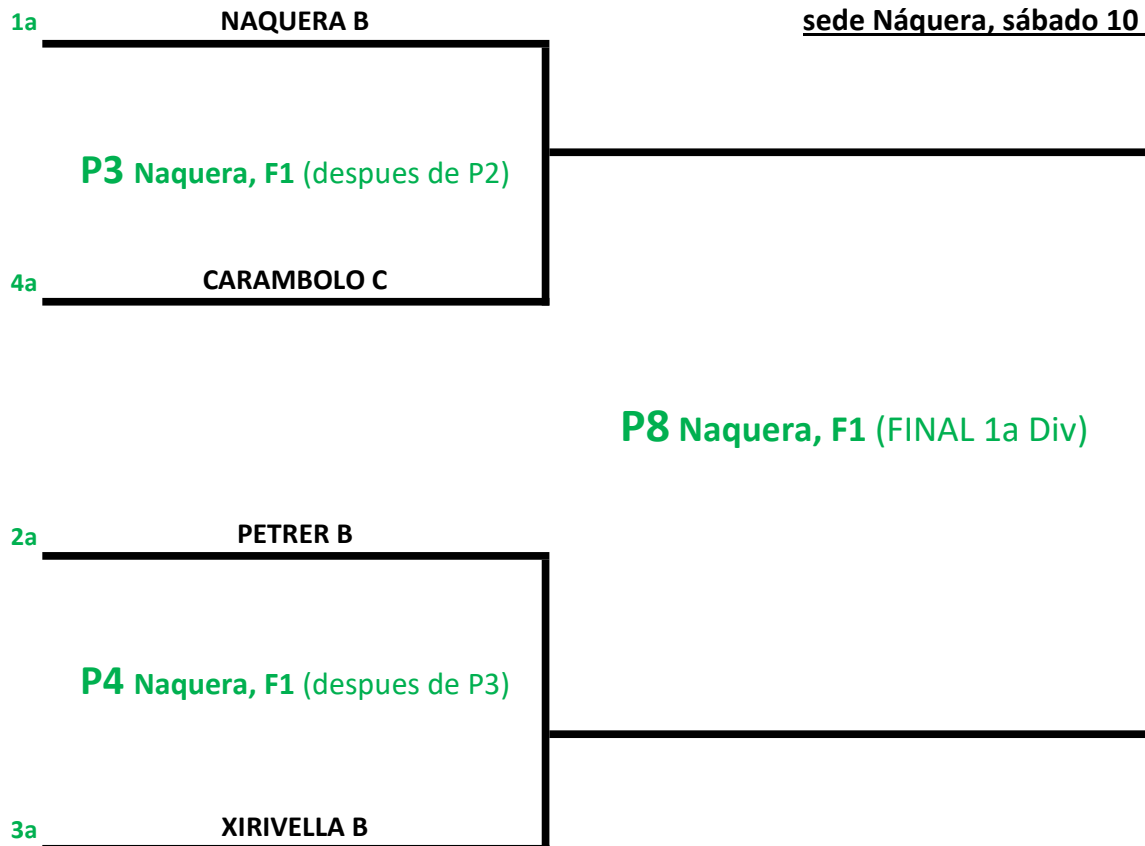 1a NAQUERA B sede Náquera, sábado 10
P3 Naquera, F1 (despues de P2)
4a CARAMBOLO C
P8 Naquera, F1 (FINAL 1a Div)
2a PETRER B
P4 Naquera, F1 (despues de P3)
3a XIRIVELLA B